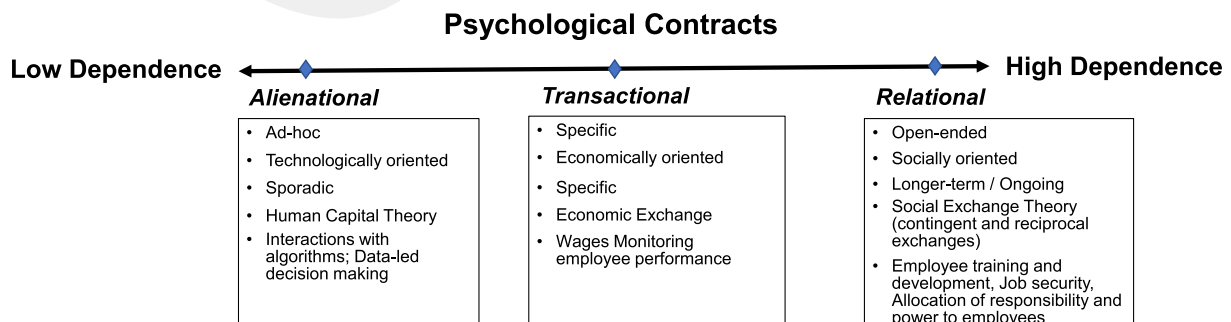 Psychological Contracts
Low Dependence
High Dependence
Alienational
• Ad-hoc
• Technologically oriented
• Sporadic
• Human Capital Theory
• Interactions with
algorithms; Data-led
decision making
Transactional
• Specific
• Economically oriented
• Specific
• Economic Exchange
• Wages Monitoring
employee performance
Relational
• Open-ended
• Socially oriented
• Longer-term / Ongoing
• Social Exchange Theory
(contingent and reciprocal
exchanges)
• Employee training and
development, Job security,
Allocation of responsibility and
power to employees